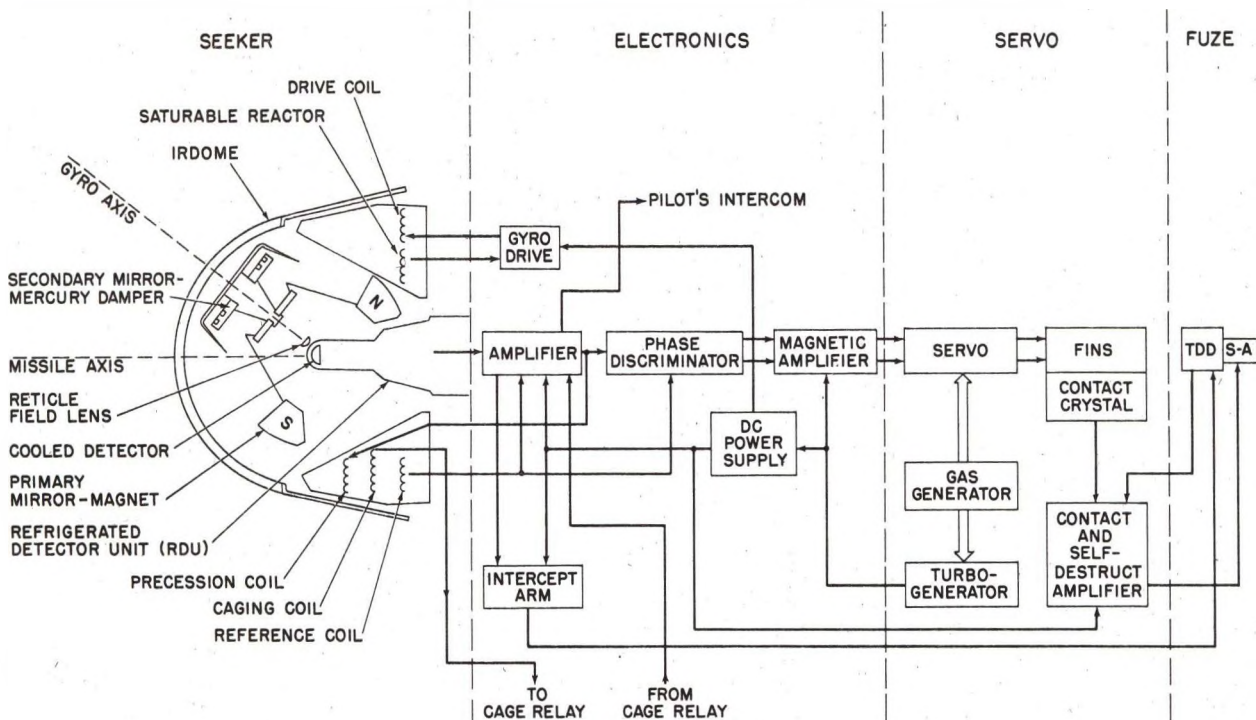 SEEKER
ELECTRONICS
SERVO
FUZE
DRIVE COIL
SATURABLE REACTOR
IRDOME
GYRO AXIS
SECONDARY MIRROR-
MERCURY DAMPER
MISSILE AXIS
RETICLE
FIELD LENS
COOLED DETECTOR
PRIMARY
MIRROR-MAGNET
REFRIGERATED
DETECTOR UNIT (RDU)
PRECESSION COIL
CAGING COIL
REFERENCE COIL
N
S
PILOT'S INTERCOM
GYRO
DRIVE
AMPLIFIER
PHASE
DISCRIMINATOR
MAGNETIC
AMPLIFIER
DC
POWER
SUPPLY
INTERCEPT
ARM
TO
CAGE RELAY
FROM
CAGE RELAY
SERVO
FINS
CONTACT
CRYSTAL
GAS
GENERATOR
TURBO-
GENERATOR
CONTACT
AND
SELF-
DESTRUCT
AMPLIFIER
TDD
S-A